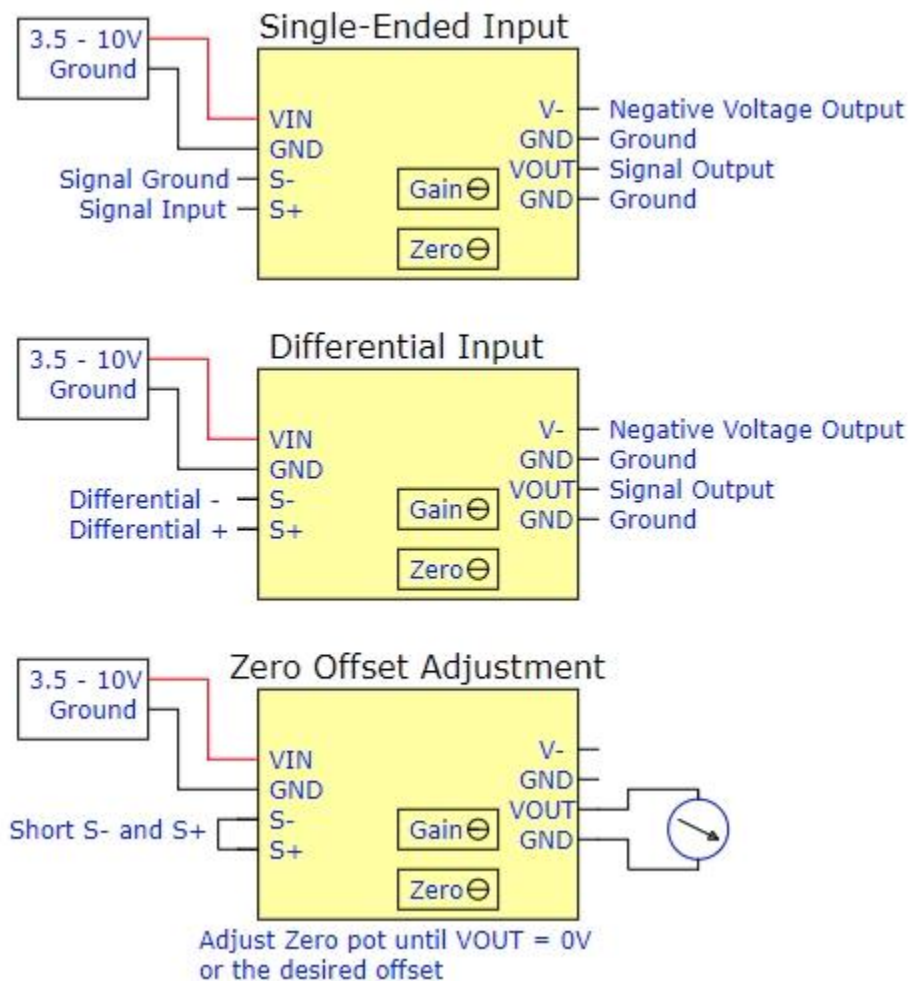 Single-Ended Input
3.5 - 10V
Ground
VIN
GND
Signal Ground
S-
Signal Input
S+
Gain
Zero
V-
Negative Voltage Output
GND
Ground
VOUT
Signal Output
GND
Ground
Differential Input
3.5 - 10V
Ground
VIN
GND
Differential -
S-
Differential +
S+
Gain
Zero
V-
Negative Voltage Output
GND
Ground
VOUT
Signal Output
GND
Ground
Zero Offset Adjustment
3.5 - 10V
Ground
VIN
GND
Short S- and S+
S-
S+
Gain
Zero
V-
GND
VOUT
GND
Adjust Zero pot until VOUT = 0V
or the desired offset